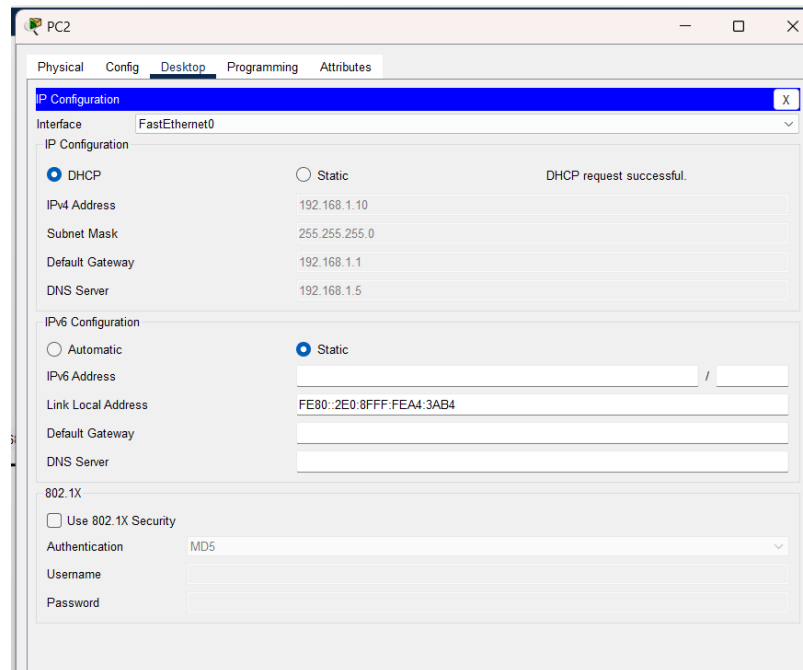 PC2
Physical Config Desktop Programming Attributes
IP Configuration X
Interface FastEthernet0
IP Configuration
DHCP Static DHCP request successful.
IPv4 Address 192.168.1.10
Subnet Mask 255.255.255.0
Default Gateway 192.168.1.1
DNS Server 192.168.1.5
IPv6 Configuration
Automatic Static
IPv6 Address /
Link Local Address FE80::2E0:8FFF:FEA4:3AB4
Default Gateway
DNS Server
802.1X
Use 802.1X Security
Authentication MD5
Username
Password